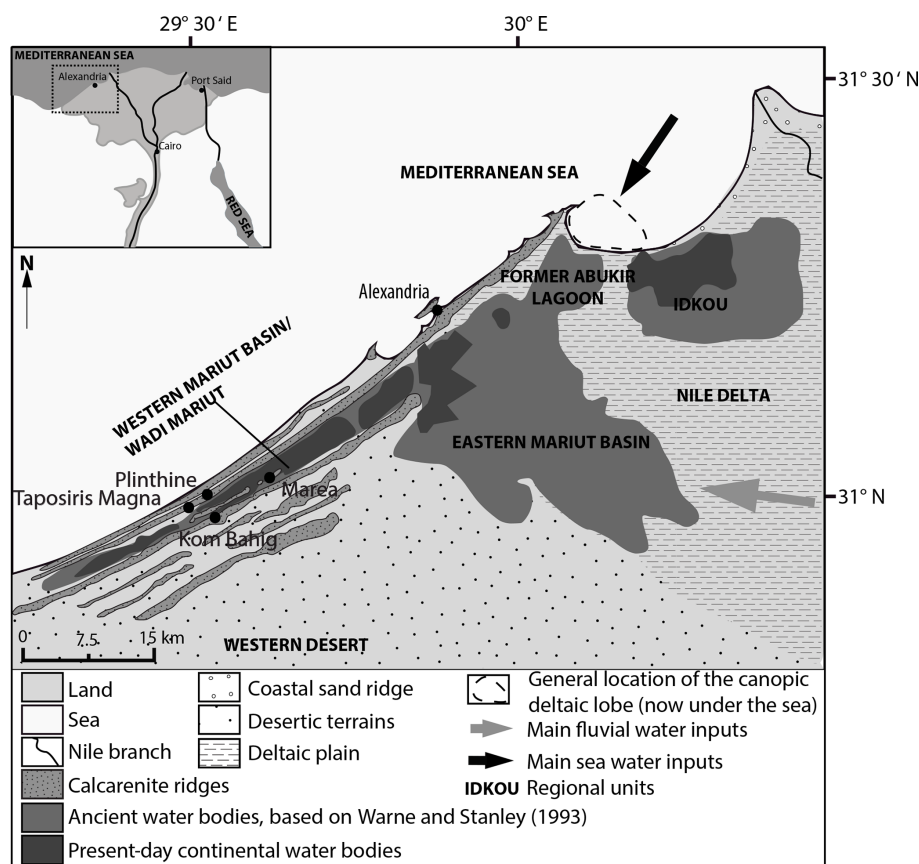 29° 30 ‘ E
30° E
MEDITERRANEAN SEA
Alexandria
Port Said
Cairo
RED SEA
31° 30 ‘ N
MEDITERRANEAN SEA
N
Alexandria
FORMER ABUKIR
LAGOON
IDKOU
WESTERN MARIUT BASIN/
WADI MARIUT
NILE DELTA
EASTERN MARIUT BASIN
Plinthine
Taposiris Magna
Marea
31° N
Kom Bahig
0
7.5
15 km
WESTERN DESERT
Land
Sea
Nile branch
Calcarenite ridges
Ancient water bodies, based on Warne and Stanley (1993)
Present-day continental water bodies
Coastal sand ridge
Desertic terrains
Deltaic plain
General location of the canopic
deltaic lobe (now under the sea)
Main fluvial water inputs
Main sea water inputs
IDKOU Regional units